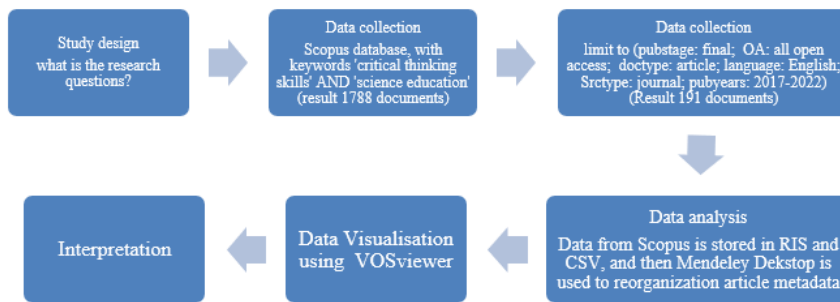 Study design
what is the research
questions?
Data collection
Scopus database, with
keywords 'critical thinking
skills' AND 'science education'
(result 1788 documents)
Data collection
limit to (pubstage: final; OA: all open
access; doctype: article; language: English;
Srctype: journal; pubyears: 2017-2022)
(Result 191 documents)
Data analysis
Data from Scopus is stored in RIS and
CSV, and then Mendeley Dekstop is
used to reorganization article metadata
Data Visualisation
using VOSviewer
Interpretation